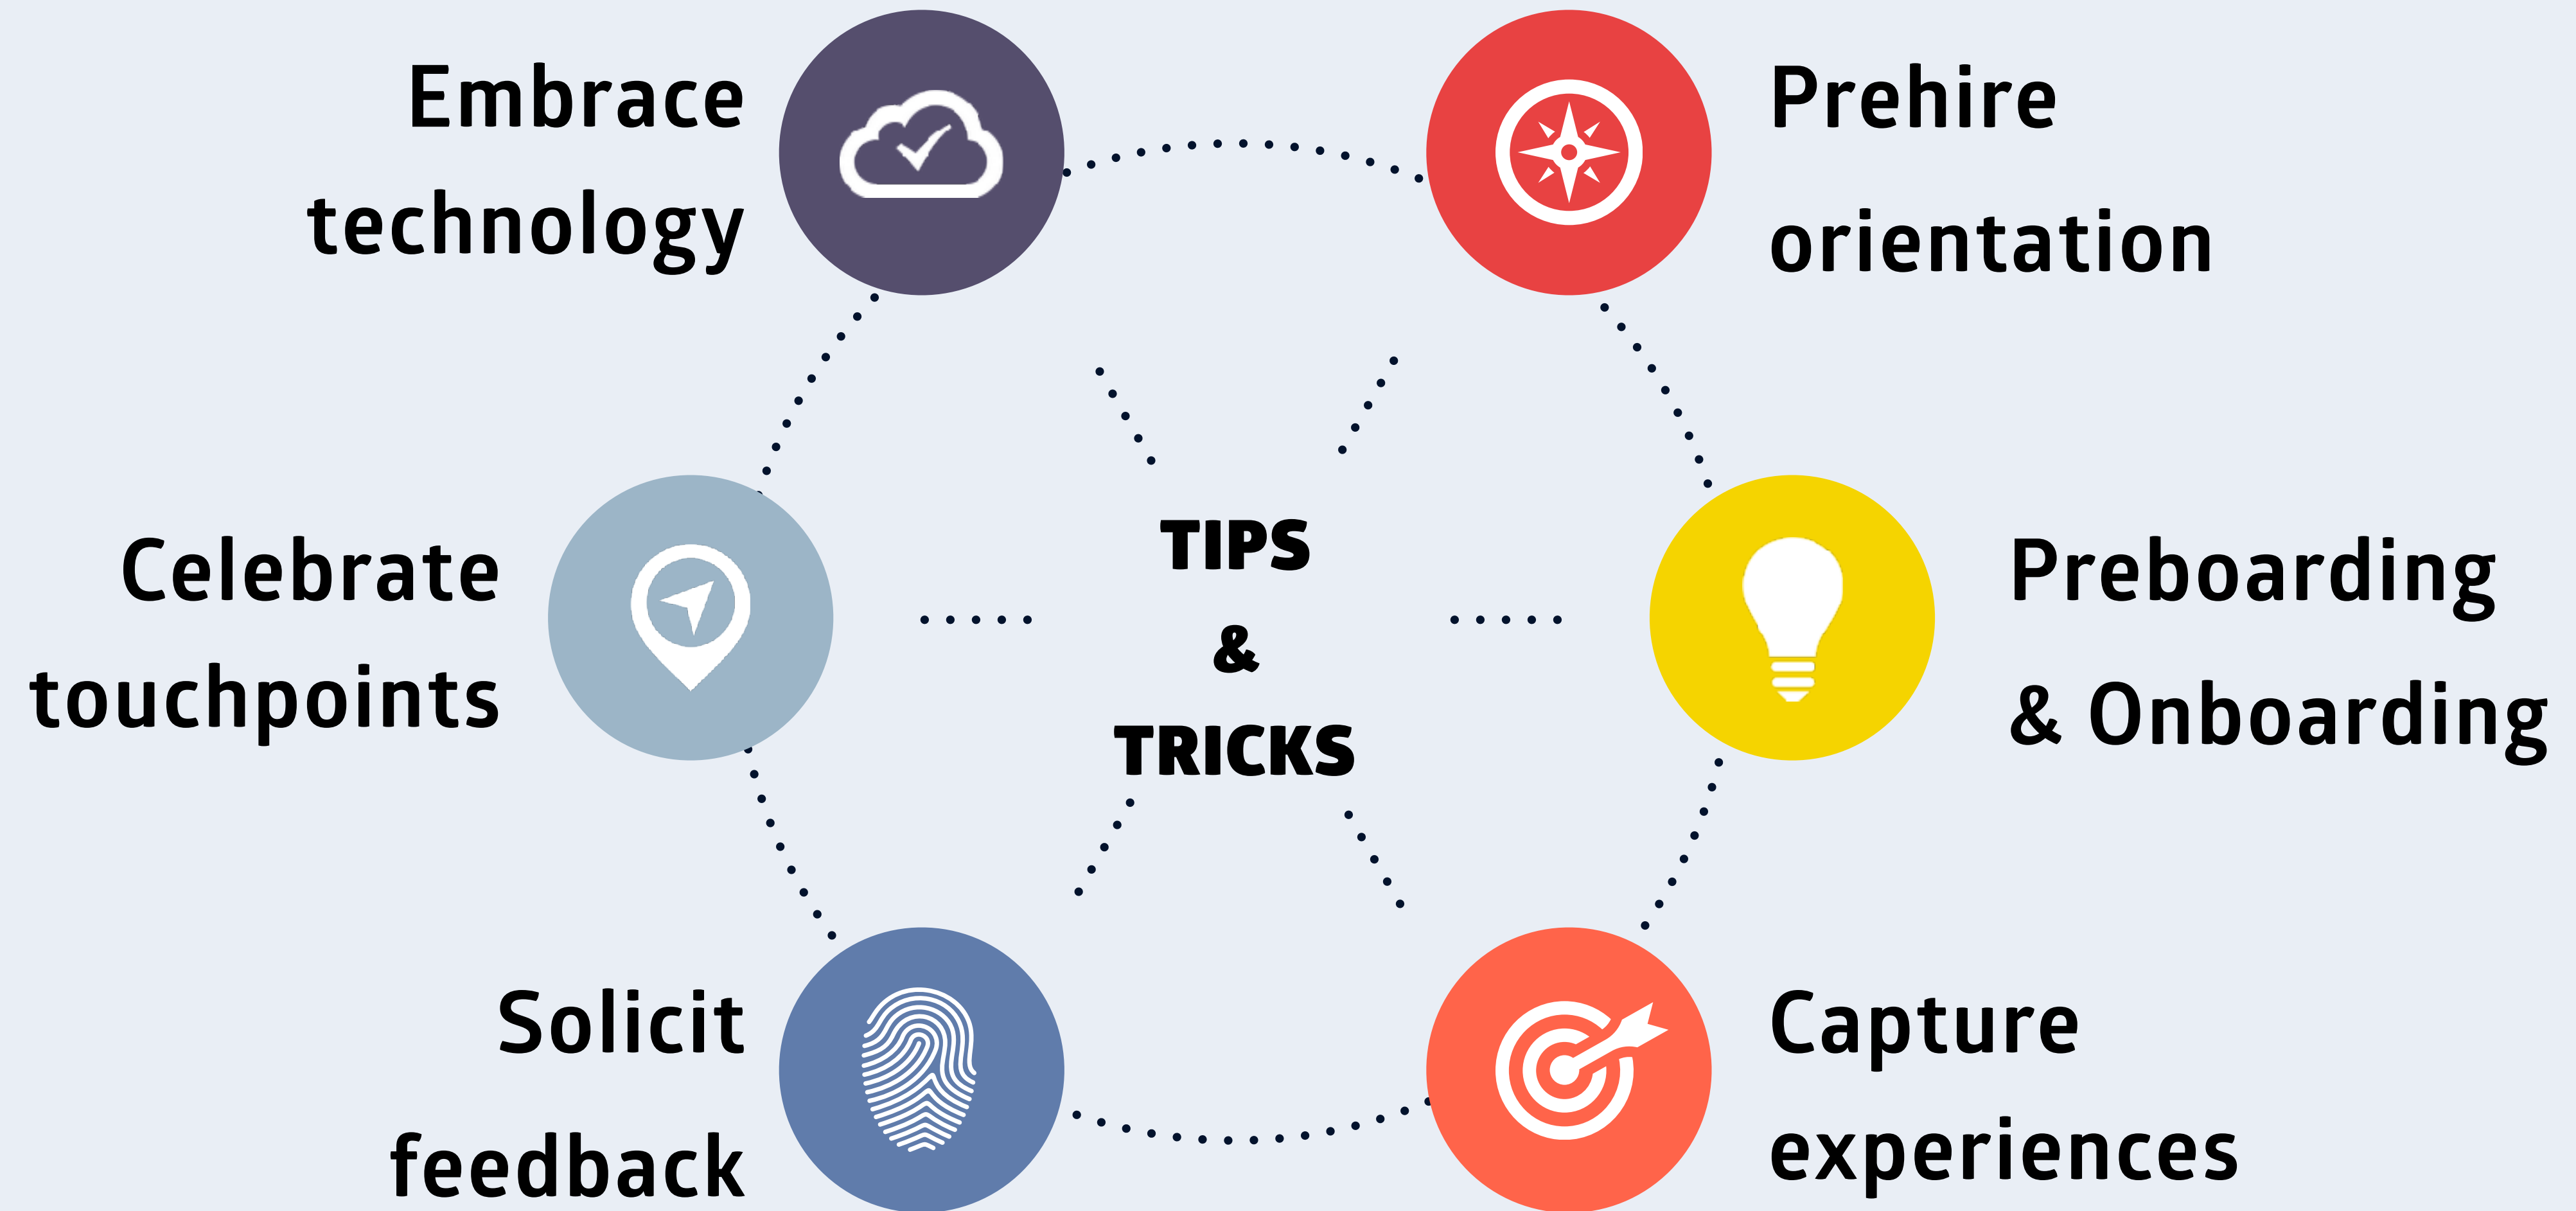 Embrace
technology
Prehire
orientation
Celebrate
touchpoints
TIPS
&
TRICKS
Preboarding
& Onboarding
Solicit
feedback
Capture
experiences